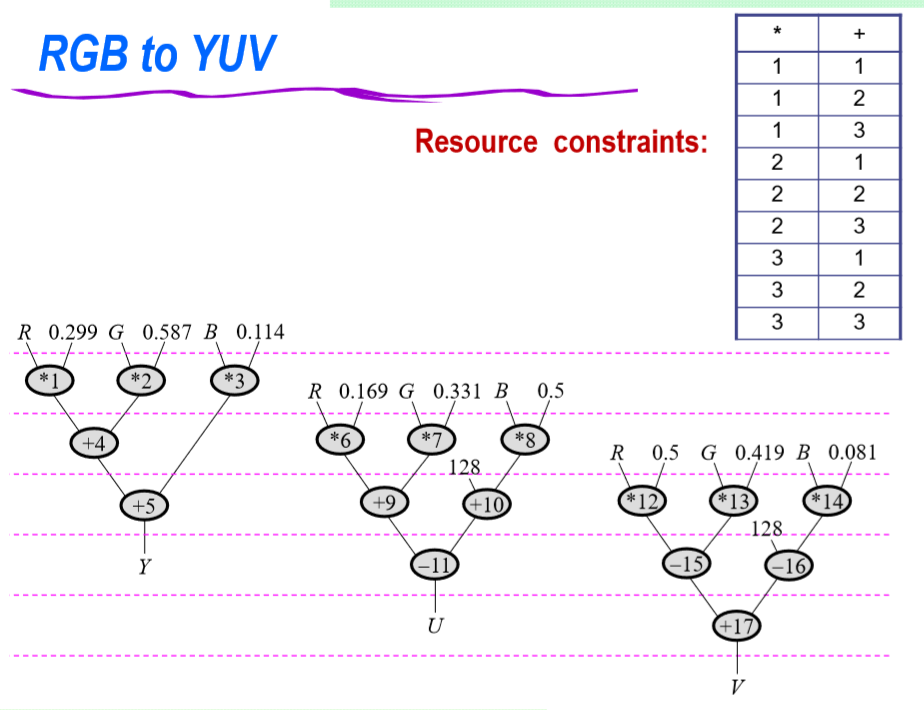 RGB to YUV
Resource constraints:
* +
1 1
1 2
1 3
2 1
2 2
2 3
3 1
3 2
3 3
R 0.299 G 0.587 B 0.114
*1 *2 *3
+4
+5
Y
R 0.169 G 0.331 B 0.5
*6 *7 *8
128
+9 +10
–11
U
R 0.5 G 0.419 B 0.081
*12 *13 *14
128
–15 –16
+17
V